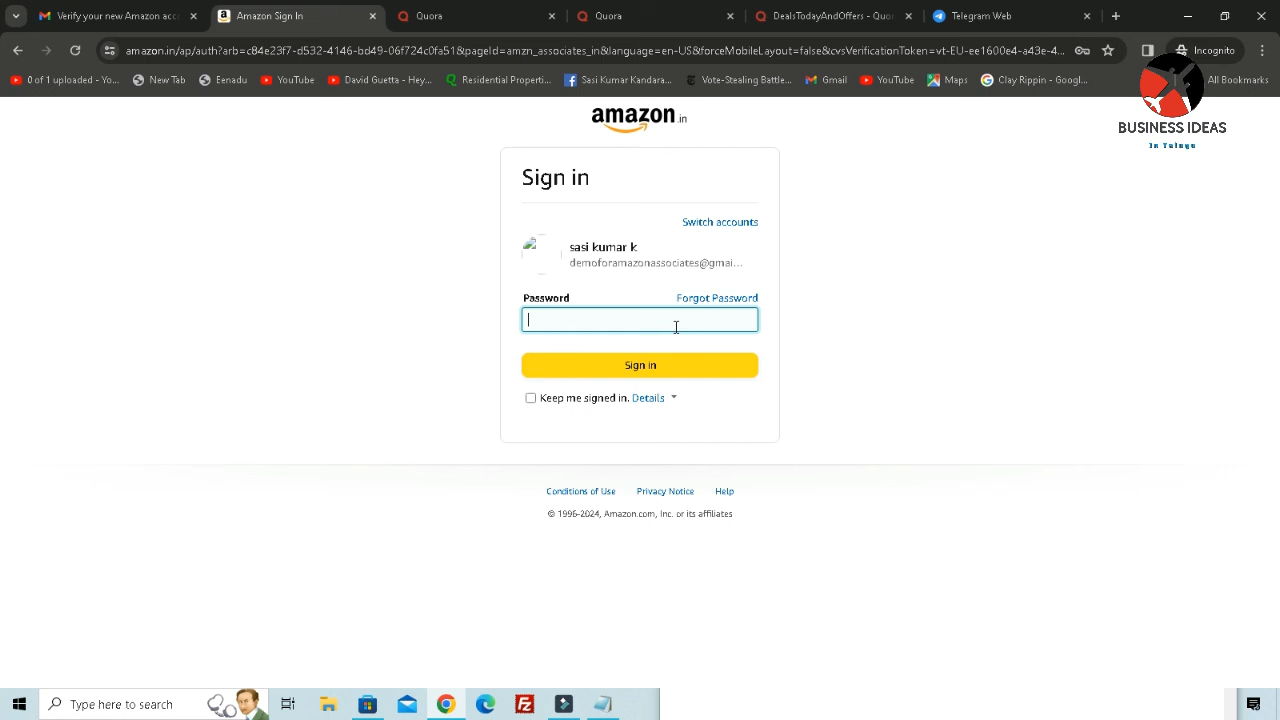 Verify your new Amazon acc
Amazon Sign In
Quora
Quora
DealsTodayAndOffers - Quor
Telegram Web
amazon.in/ap/auth?arb=c84e23f7-d532-4146-bd49-06f724c0fa51&pageId=amzn_associates_in&language=en-US&forceMobileLayout=false&cvsVerificationToken=vt-EU-ee1600e4-a43e-4...
Incognito
0 of 1 uploaded - Yo...
New Tab
Eenadu
YouTube
David Guetta - Hey...
Residential Properti...
Sasi Kumar Kandara...
Vote-Stealing Battle...
Gmail
YouTube
Maps
Clay Rippin - Googl...
All Bookmarks
BUSINESS IDEAS
In Telugu
amazon.in
Sign in
Switch accounts
sasi kumar k
demoforamazonassociates@gmai...
Password Forgot Password
Sign in
Keep me signed in. Details
Conditions of Use Privacy Notice Help
© 1996-2024, Amazon.com, Inc. or its affiliates
Type here to search